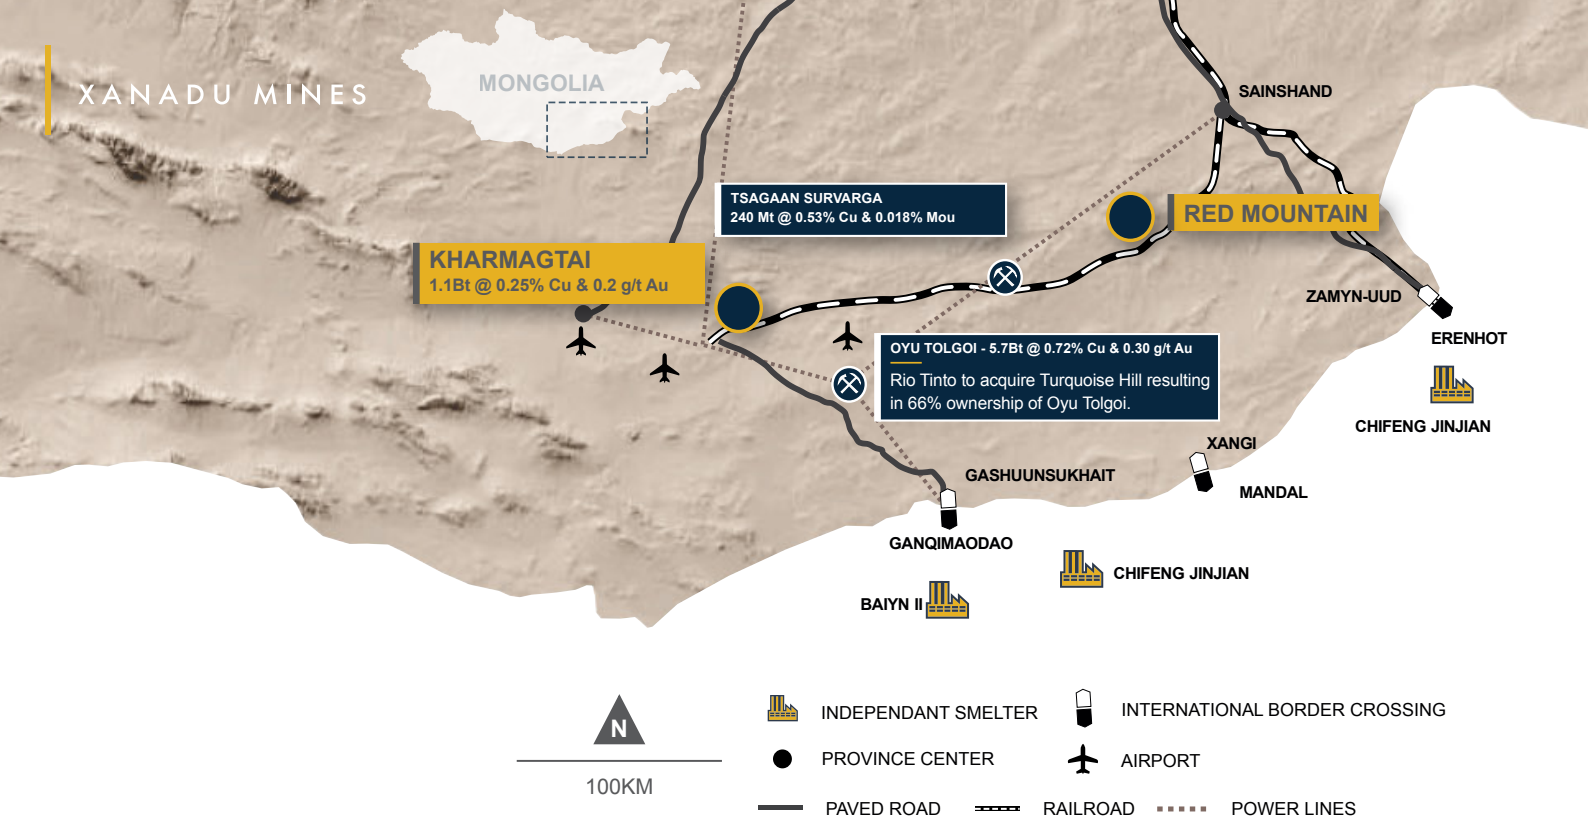 XANADU MINES
MONGOLIA
SAINSHAND
TSAGAAN SURVARGA
240 Mt @ 0.53% Cu & 0.018% Mou
RED MOUNTAIN
KHARMAGTAI
1.1Bt @ 0.25% Cu & 0.2 g/t Au
ZAMYN-UUD
ERENHOT
OYU TOLGOI - 5.7Bt @ 0.72% Cu & 0.30 g/t Au
Rio Tinto to acquire Turquoise Hill resulting
in 66% ownership of Oyu Tolgoi.
CHIFENG JINJIAN
XANGI
MANDAL
GASHUUNSUKHAIT
GANQIMAODAO
CHIFENG JINJIAN
BAIYN II
N
100KM
INDEPENDANT SMELTER
INTERNATIONAL BORDER CROSSING
PROVINCE CENTER
AIRPORT
PAVED ROAD
RAILROAD
POWER LINES